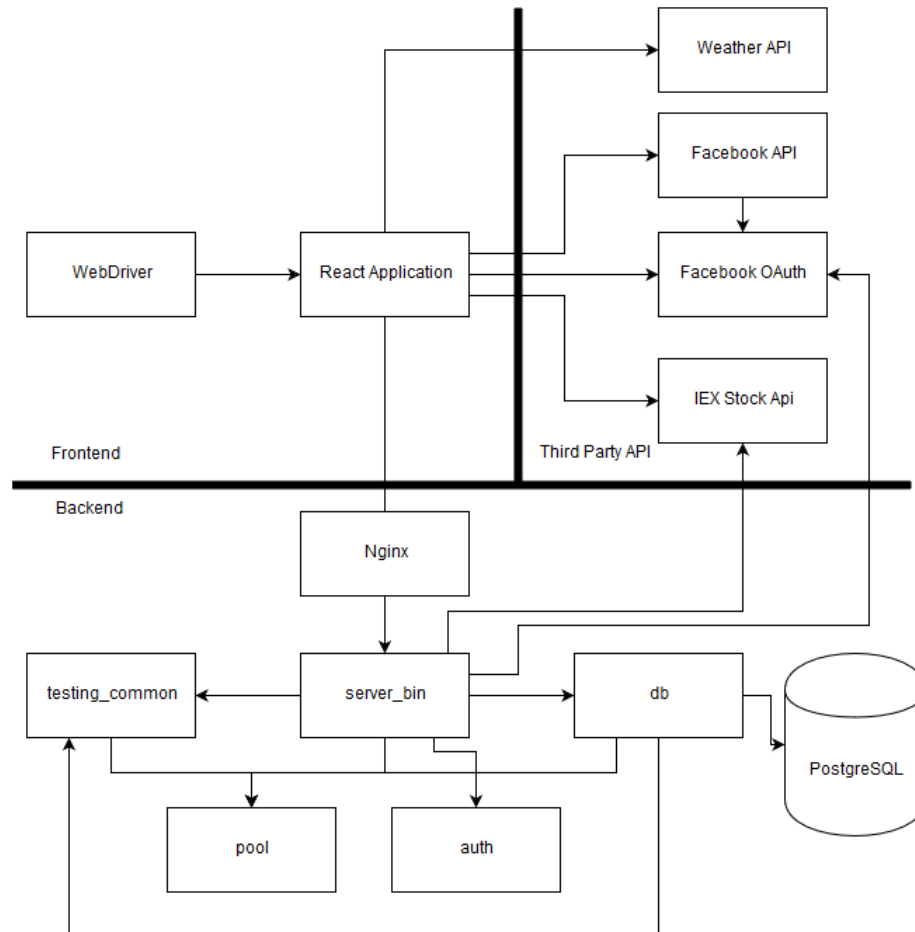 Weather API
Facebook API
WebDriver
React Application
Facebook OAuth
IEX Stock Api
Frontend
Third Party API
Backend
Nginx
testing_common
server_bin
db
PostgreSQL
pool
auth